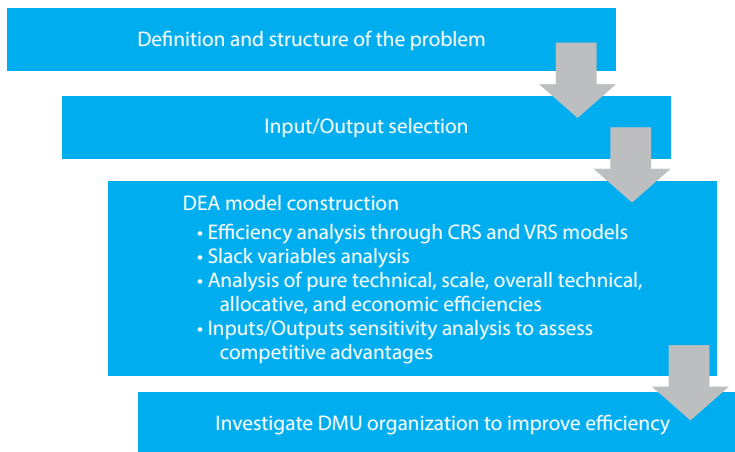 Definition and structure of the problem
Input/Output selection
DEA model construction
• Efficiency analysis through CRS and VRS models
• Slack variables analysis
• Analysis of pure technical, scale, overall technical,
allocative, and economic efficiencies
• Inputs/Outputs sensitivity analysis to assess
competitive advantages
Investigate DMU organization to improve efficiency